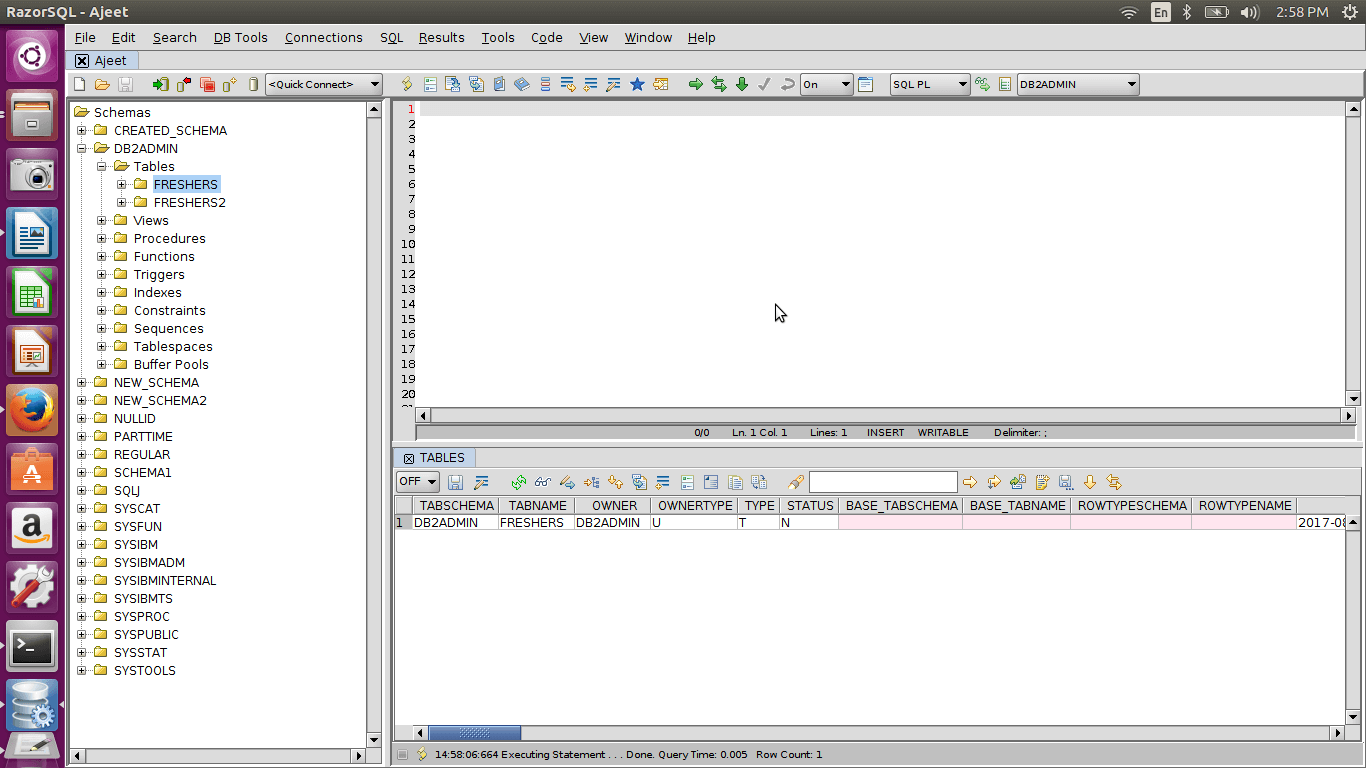 RazorSQL - Ajeet
En
2:58 PM
File Edit Search DB Tools Connections SQL Results Tools Code View Window Help
Ajeet
<Quick Connect>
On
SQL PL
DB2ADMIN
Schemas
CREATED_SCHEMA
DB2ADMIN
Tables
FRESHERS
FRESHERS2
Views
Procedures
Functions
Triggers
Indexes
Constraints
Sequences
Tablespaces
Buffer Pools
NEW_SCHEMA
NEW_SCHEMA2
NULLID
PARTTIME
REGULAR
SCHEMA1
SQLJ
SYSCAT
SYSFUN
SYSIBM
SYSIBMADM
SYSIBMINTERNAL
SYSIBMTS
SYSPROC
SYSPUBLIC
SYSSTAT
SYSTOOLS
1
2
3
4
5
6
7
8
9
10
11
12
13
14
15
16
17
18
19
20
0/0 Ln. 1 Col. 1 Lines: 1 INSERT WRITABLE Delimiter: ;
TABLES
OFF
TABSCHEMA TABNAME OWNER OWNERTYPE TYPE STATUS BASE_TABSCHEMA BASE_TABNAME ROWTYPESCHEMA ROWTYPENAME
1 DB2ADMIN FRESHERS DB2ADMIN U T N 2017-08
14:58:06:664 Executing Statement . . . Done. Query Time: 0.005 Row Count: 1